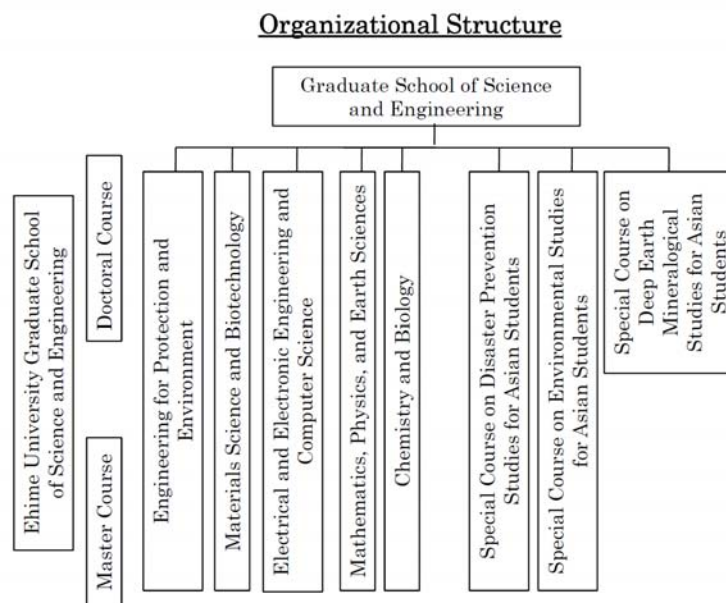 Organizational Structure
Graduate School of Science
and Engineering
Ehime University Graduate School
of Science and Engineering
Doctoral Course
Master Course
Engineering for Protection and
Environment
Materials Science and Biotechnology
Electrical and Electronic Engineering and
Computer Science
Mathematics, Physics, and Earth Sciences
Chemistry and Biology
Special Course on Disaster Prevention
Studies for Asian Students
Special Course on Environmental Studies
for Asian Students
Special Course on
Deep Earth
Mineralogical
Studies for Asian
Students